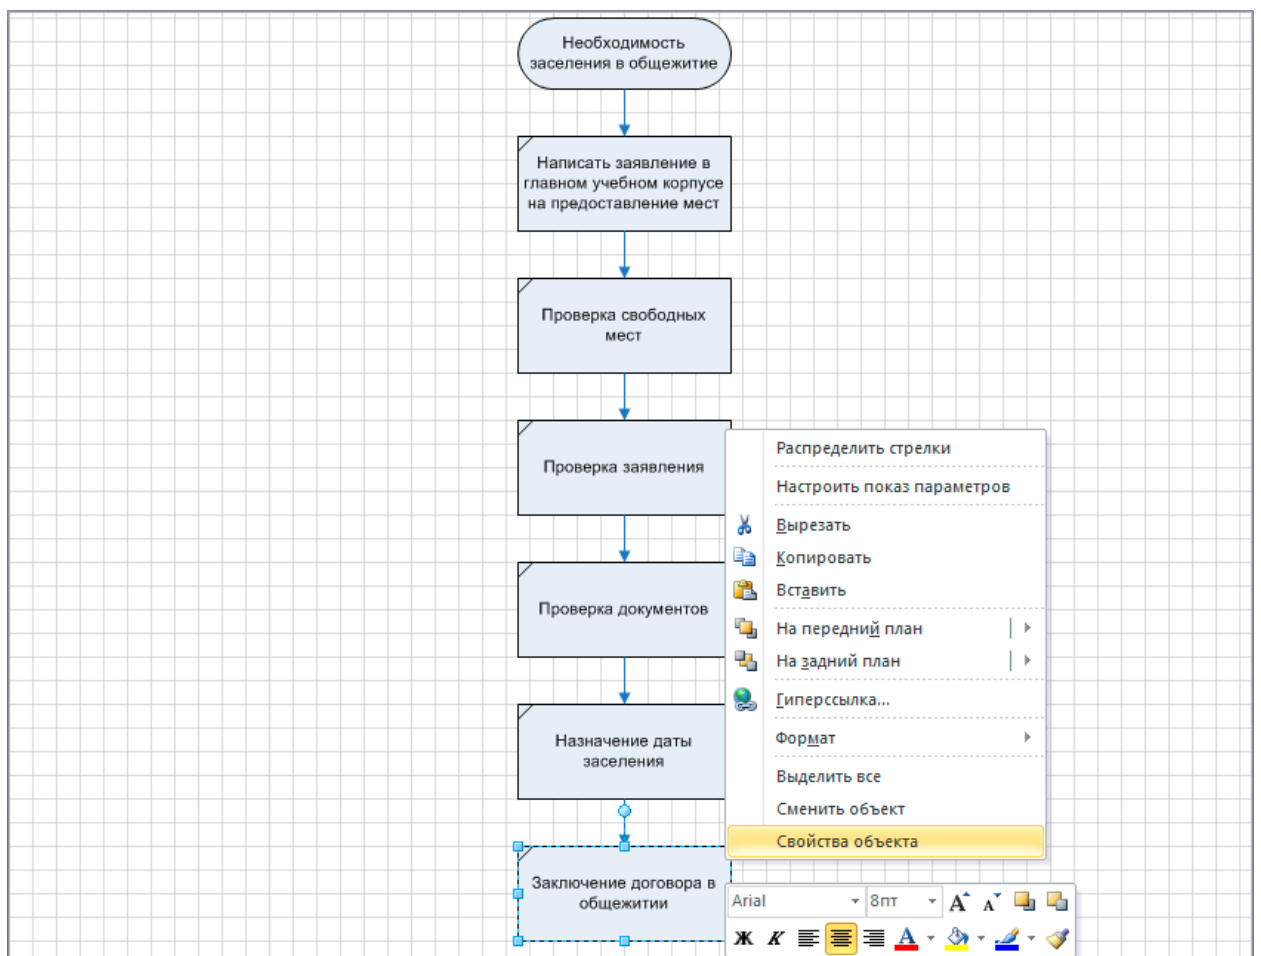 Необходимость
заселения в общежитие
Написать заявление в
главном учебном корпусе
на предоставление мест
Проверка свободных
мест
Проверка заявления
Проверка документов
Назначение даты
заселения
Заключение договора в
общежитии
Распределить стрелки
Настроить показ параметров
Вырезать
Копировать
Вставить
На передний план
На задний план
Гиперссылка...
Формат
Выделить все
Сменить объект
Свойства объекта
Arial 8пт A A
Ж К A